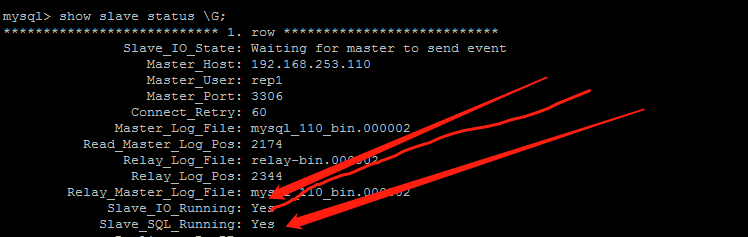 mysql> show slave status \G;
*************************** 1. row ***************************
Slave_IO_State: Waiting for master to send event
Master_Host: 192.168.253.110
Master_User: rep1
Master_Port: 3306
Connect_Retry: 60
Master_Log_File: mysql_110_bin.000002
Read_Master_Log_Pos: 2174
Relay_Log_File: relay-bin.000002
Relay_Log_Pos: 2344
Relay_Master_Log_File: mysql_110_bin.000002
Slave_IO_Running: Yes
Slave_SQL_Running: Yes